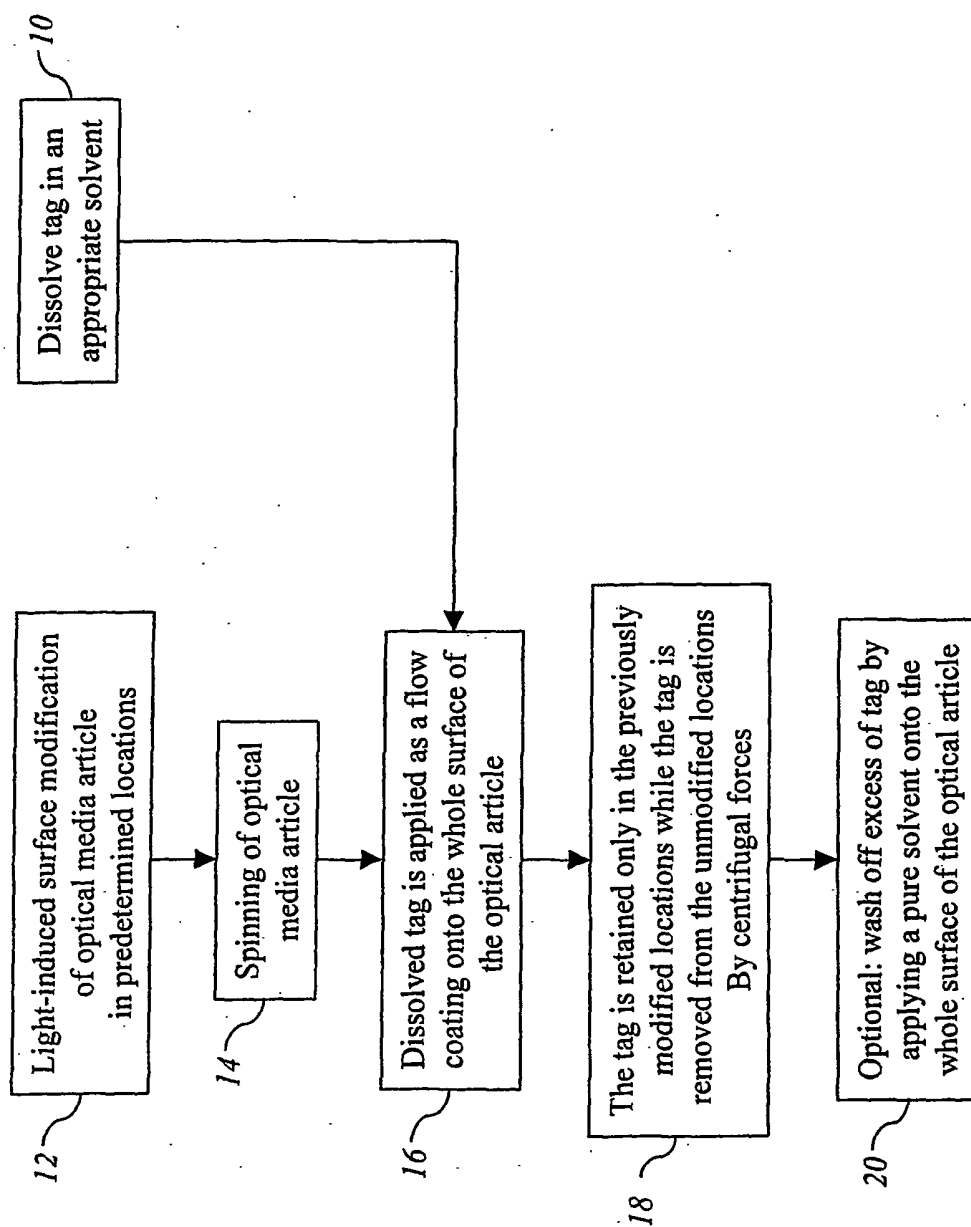 10
Dissolve tag in an
appropriate solvent
12
Light-induced surface modification
of optical media article
in predetermined locations
14
Spinning of optical
media article
16
Dissolved tag is applied as a flow
coating onto the whole surface of
the optical article
18
The tag is retained only in the previously
modified locations while the tag is
removed from the unmodified locations
By centrifugal forces
20
Optional: wash off excess of tag by
applying a pure solvent onto the
whole surface of the optical article